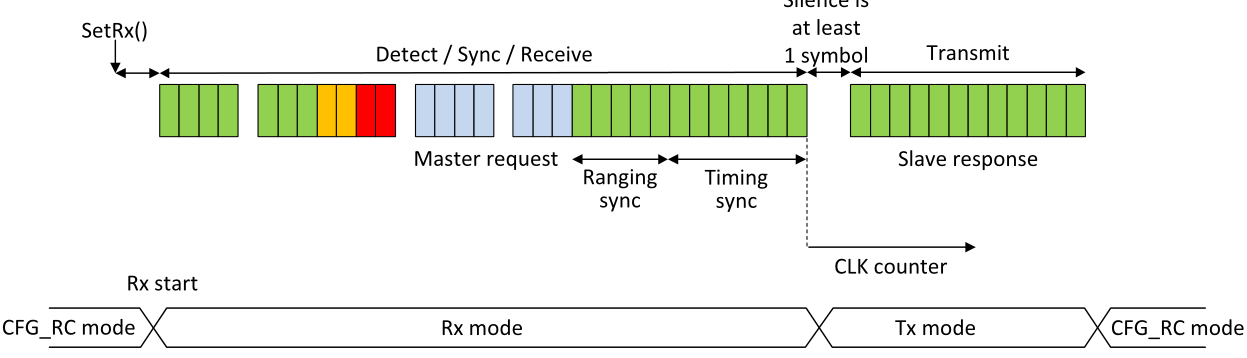 Silence is
at least
1 symbol
SetRx()
Detect / Sync / Receive
Transmit
Master request
Slave response
Ranging
sync
Timing
sync
CLK counter
Rx start
CFG_RC mode
Rx mode
Tx mode
CFG_RC mode